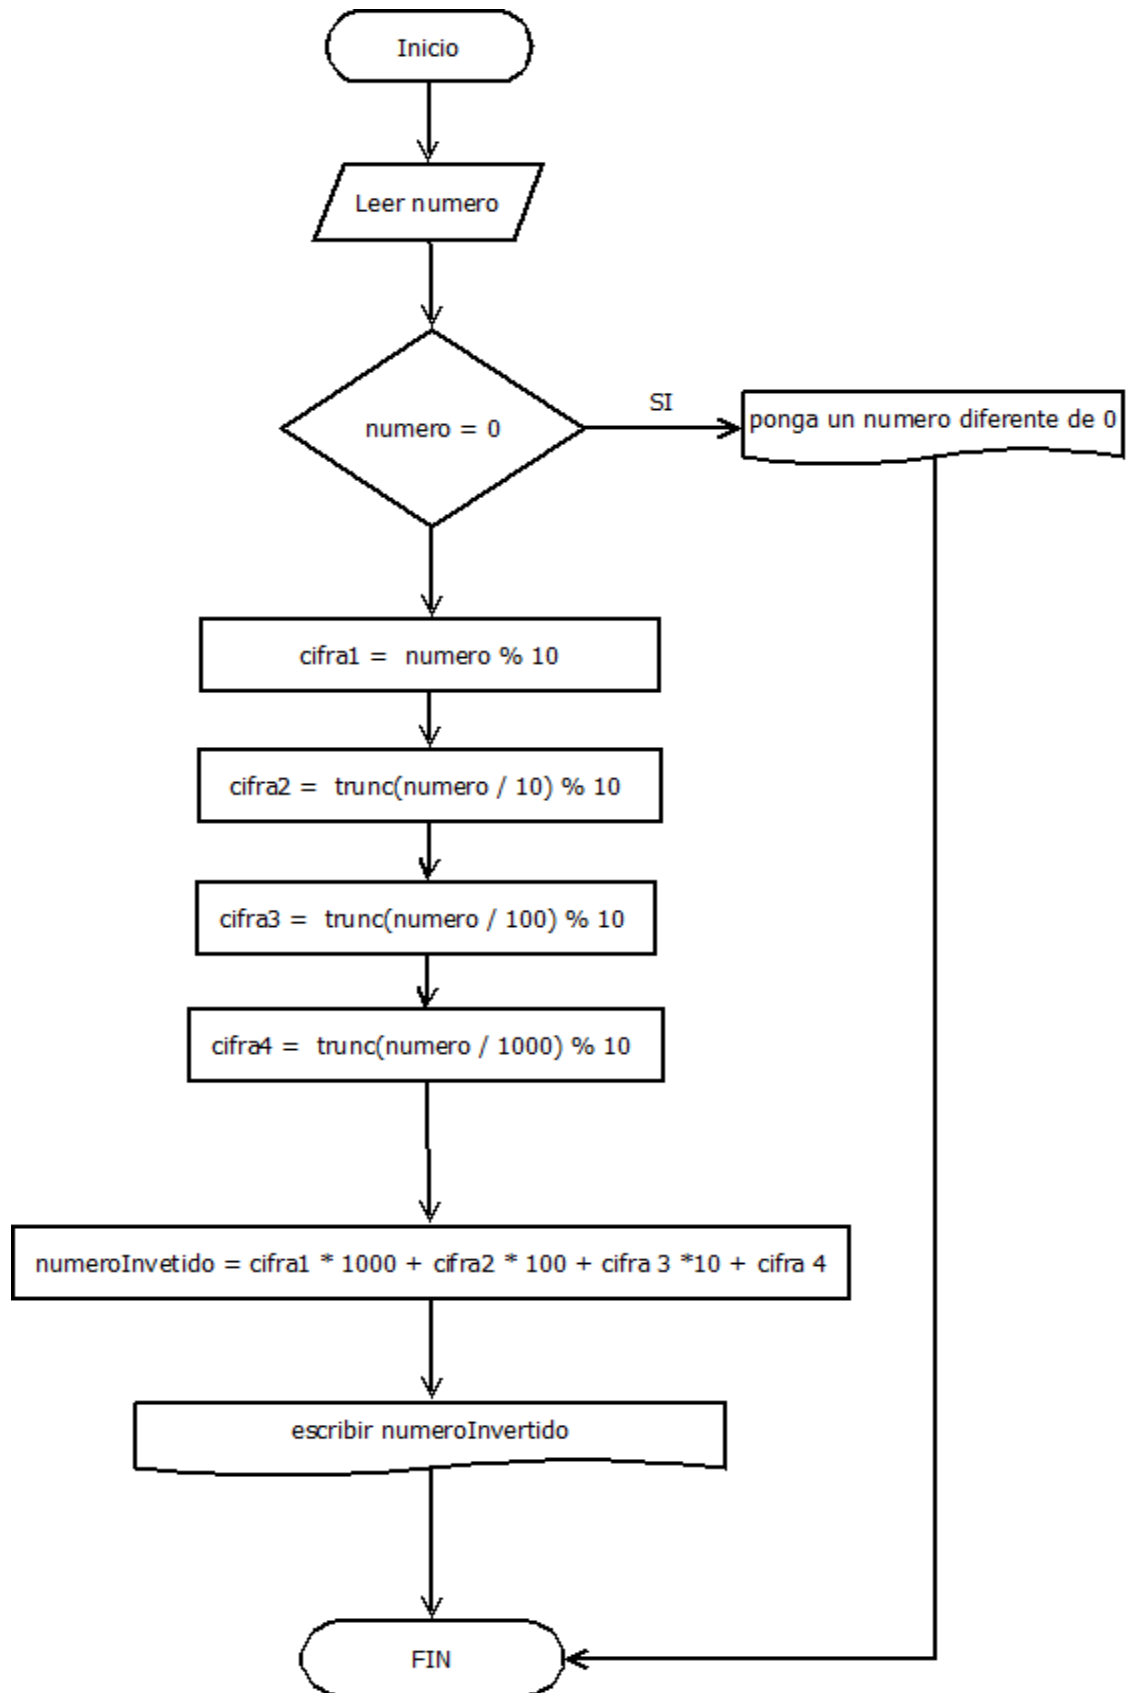 Inicio
Leer numero
numero = 0
SI
ponga un numero diferente de 0
cifra1 = numero % 10
cifra2 = trunc(numero / 10) % 10
cifra3 = trunc(numero / 100) % 10
cifra4 = trunc(numero / 1000) % 10
numeroInvetido = cifra1 * 1000 + cifra2 * 100 + cifra 3 *10 + cifra 4
escribir numeroInvertido
FIN